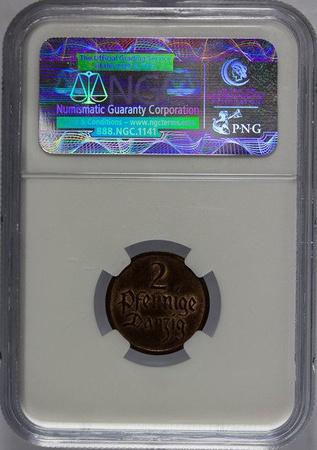 The Official Grading Service
NGC
Numismatic Guaranty Corporation
& Conditions – www.ngcterms.com
888.NGC.1141
PNG
2
Pfennige
Danzig